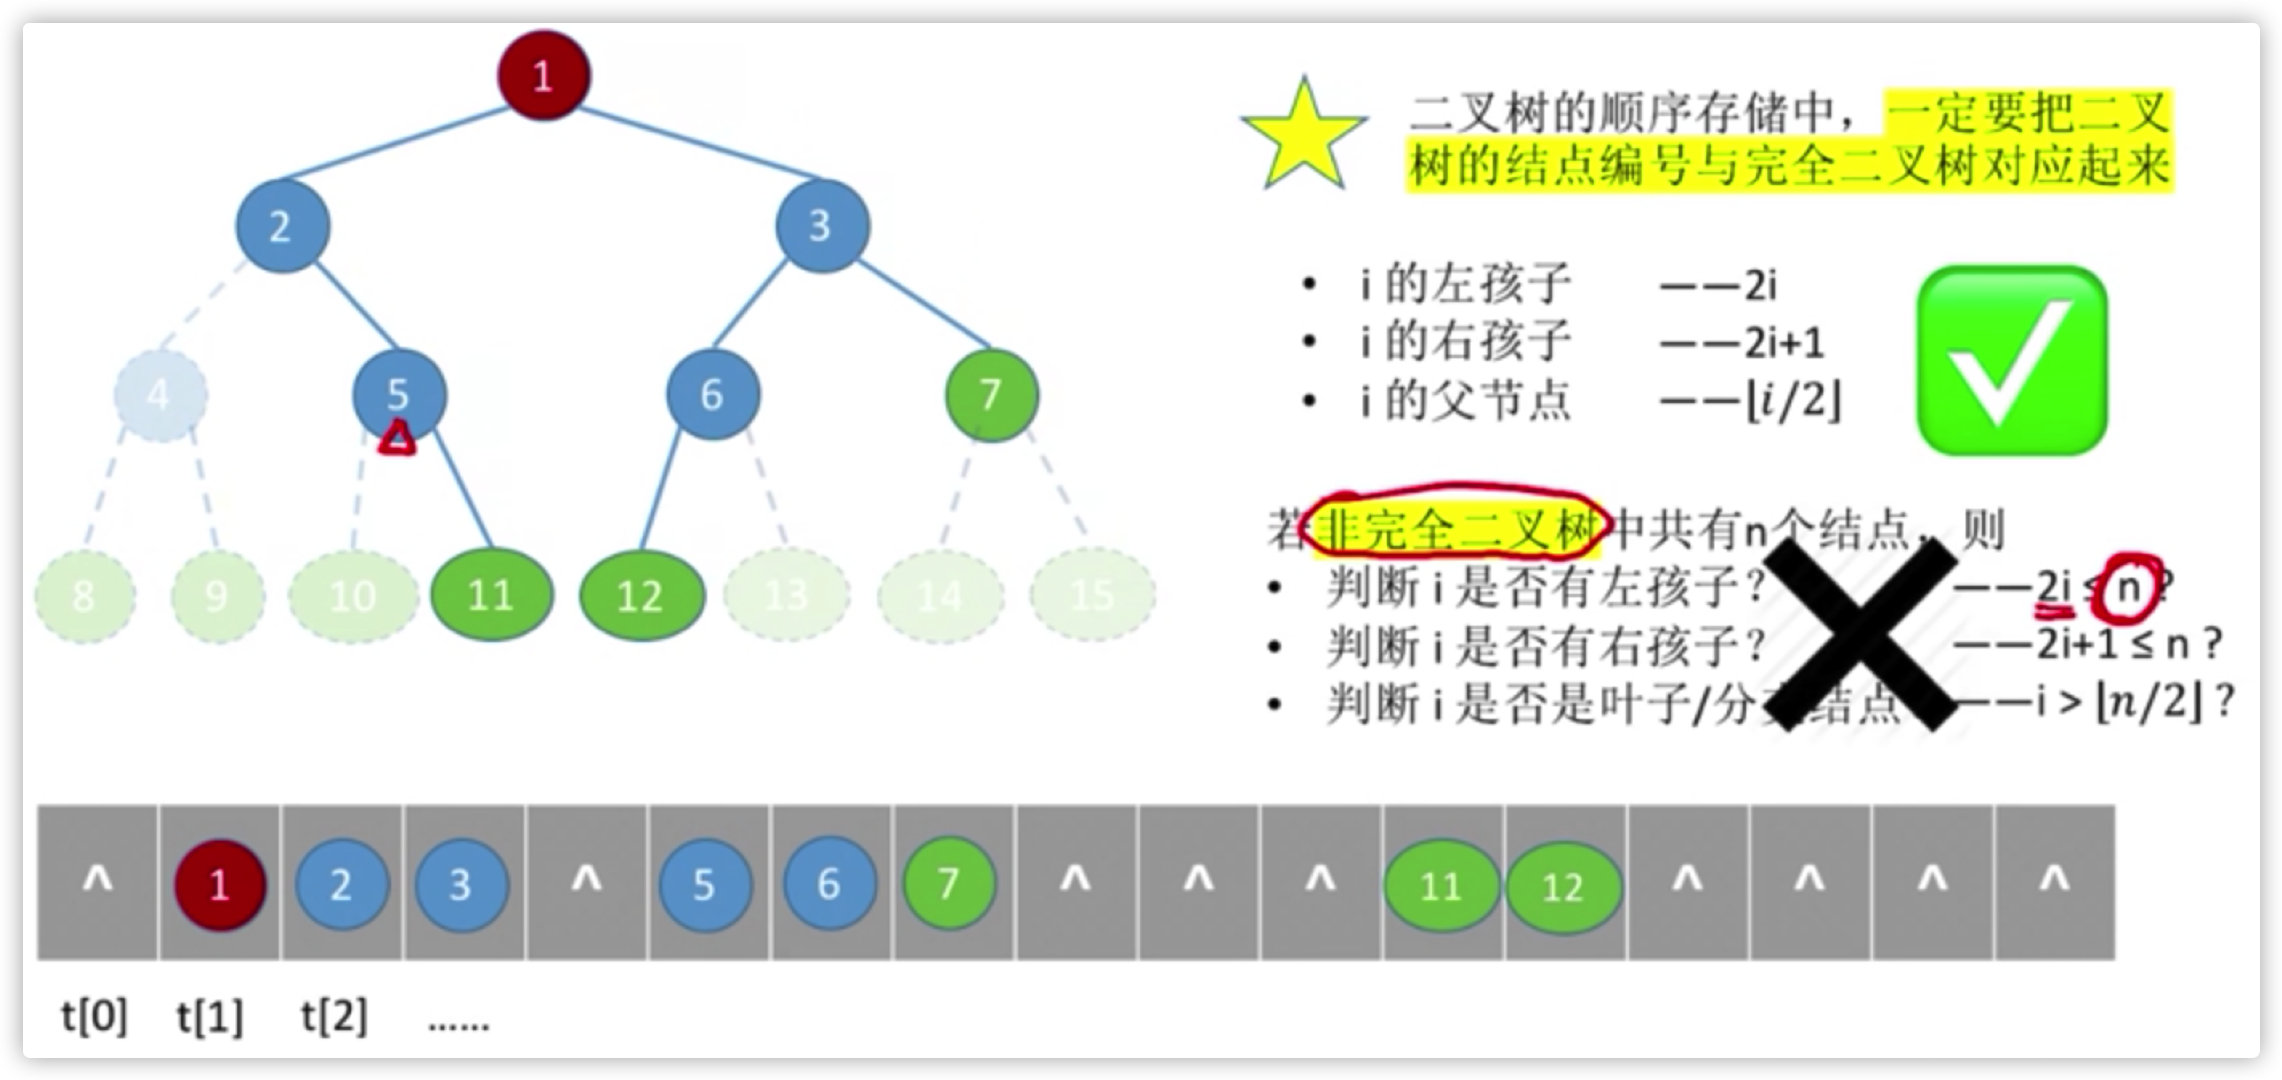 1
2
3
4
5
6
7
8
9
10
11
12
13
14
15
二叉树的顺序存储中，一定要把二叉
树的结点编号与完全二叉树对应起来
• i 的左孩子 ——2i
• i 的右孩子 ——2i+1
• i 的父节点 ——⌊i/2⌋
若非完全二叉树中共有n个结点，则
• 判断 i 是否有左孩子？ ——2i ≤ n ?
• 判断 i 是否有右孩子？ ——2i+1 ≤ n ?
• 判断 i 是否是叶子/分支结点 ——i > ⌊n/2⌋ ?
^ 1 2 3 ^ 5 6 7 ^ ^ ^ 11 12 ^ ^ ^ ^
t[0] t[1] t[2] ......